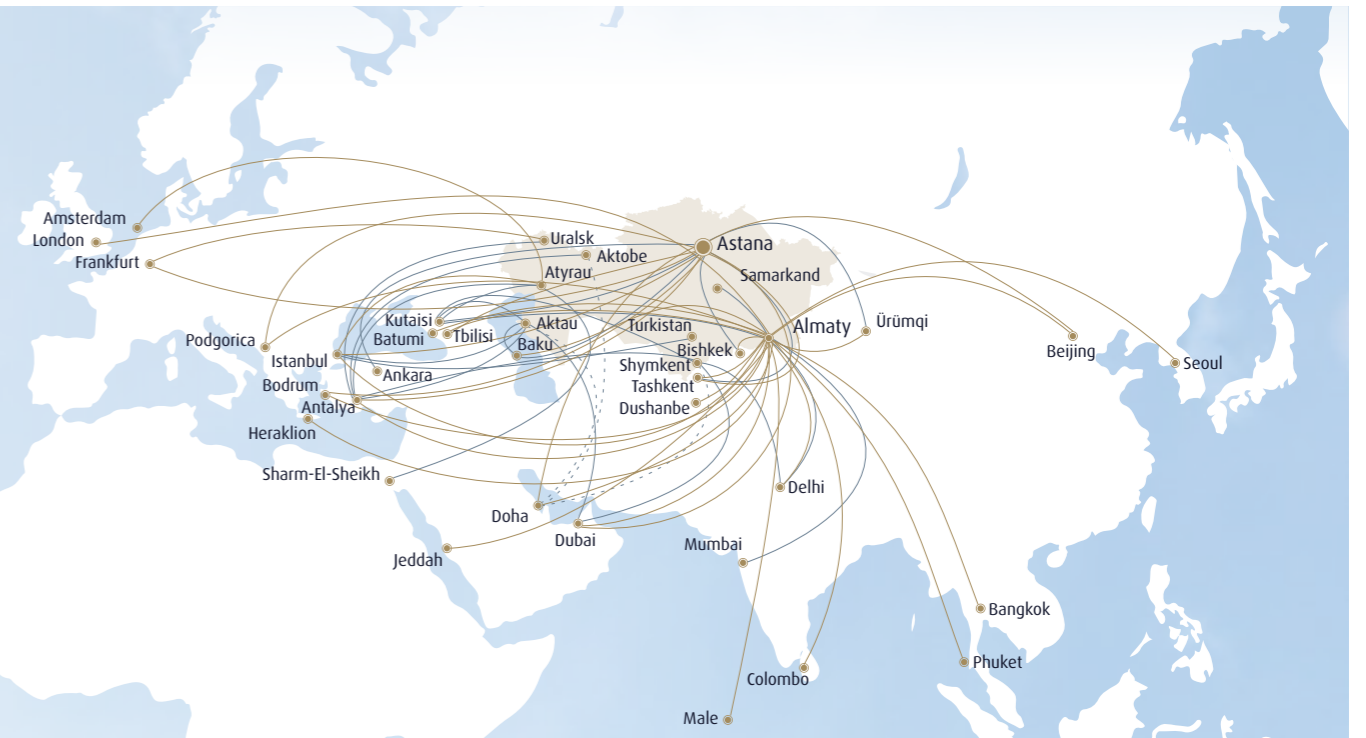 Amsterdam
London
Frankfurt
Uralsk
Astana
Aktobe
Atyrau
Samarkand
Kutaisi
Batumi
Tbilisi
Aktau
Baku
Turkistan
Almaty
Ürümqi
Podgorica
Istanbul
Ankara
Bishkek
Shymkent
Tashkent
Dushanbe
Beijing
Seoul
Bodrum
Antalya
Heraklion
Sharm-El-Sheikh
Doha
Dubai
Delhi
Jeddah
Mumbai
Bangkok
Phuket
Colombo
Male